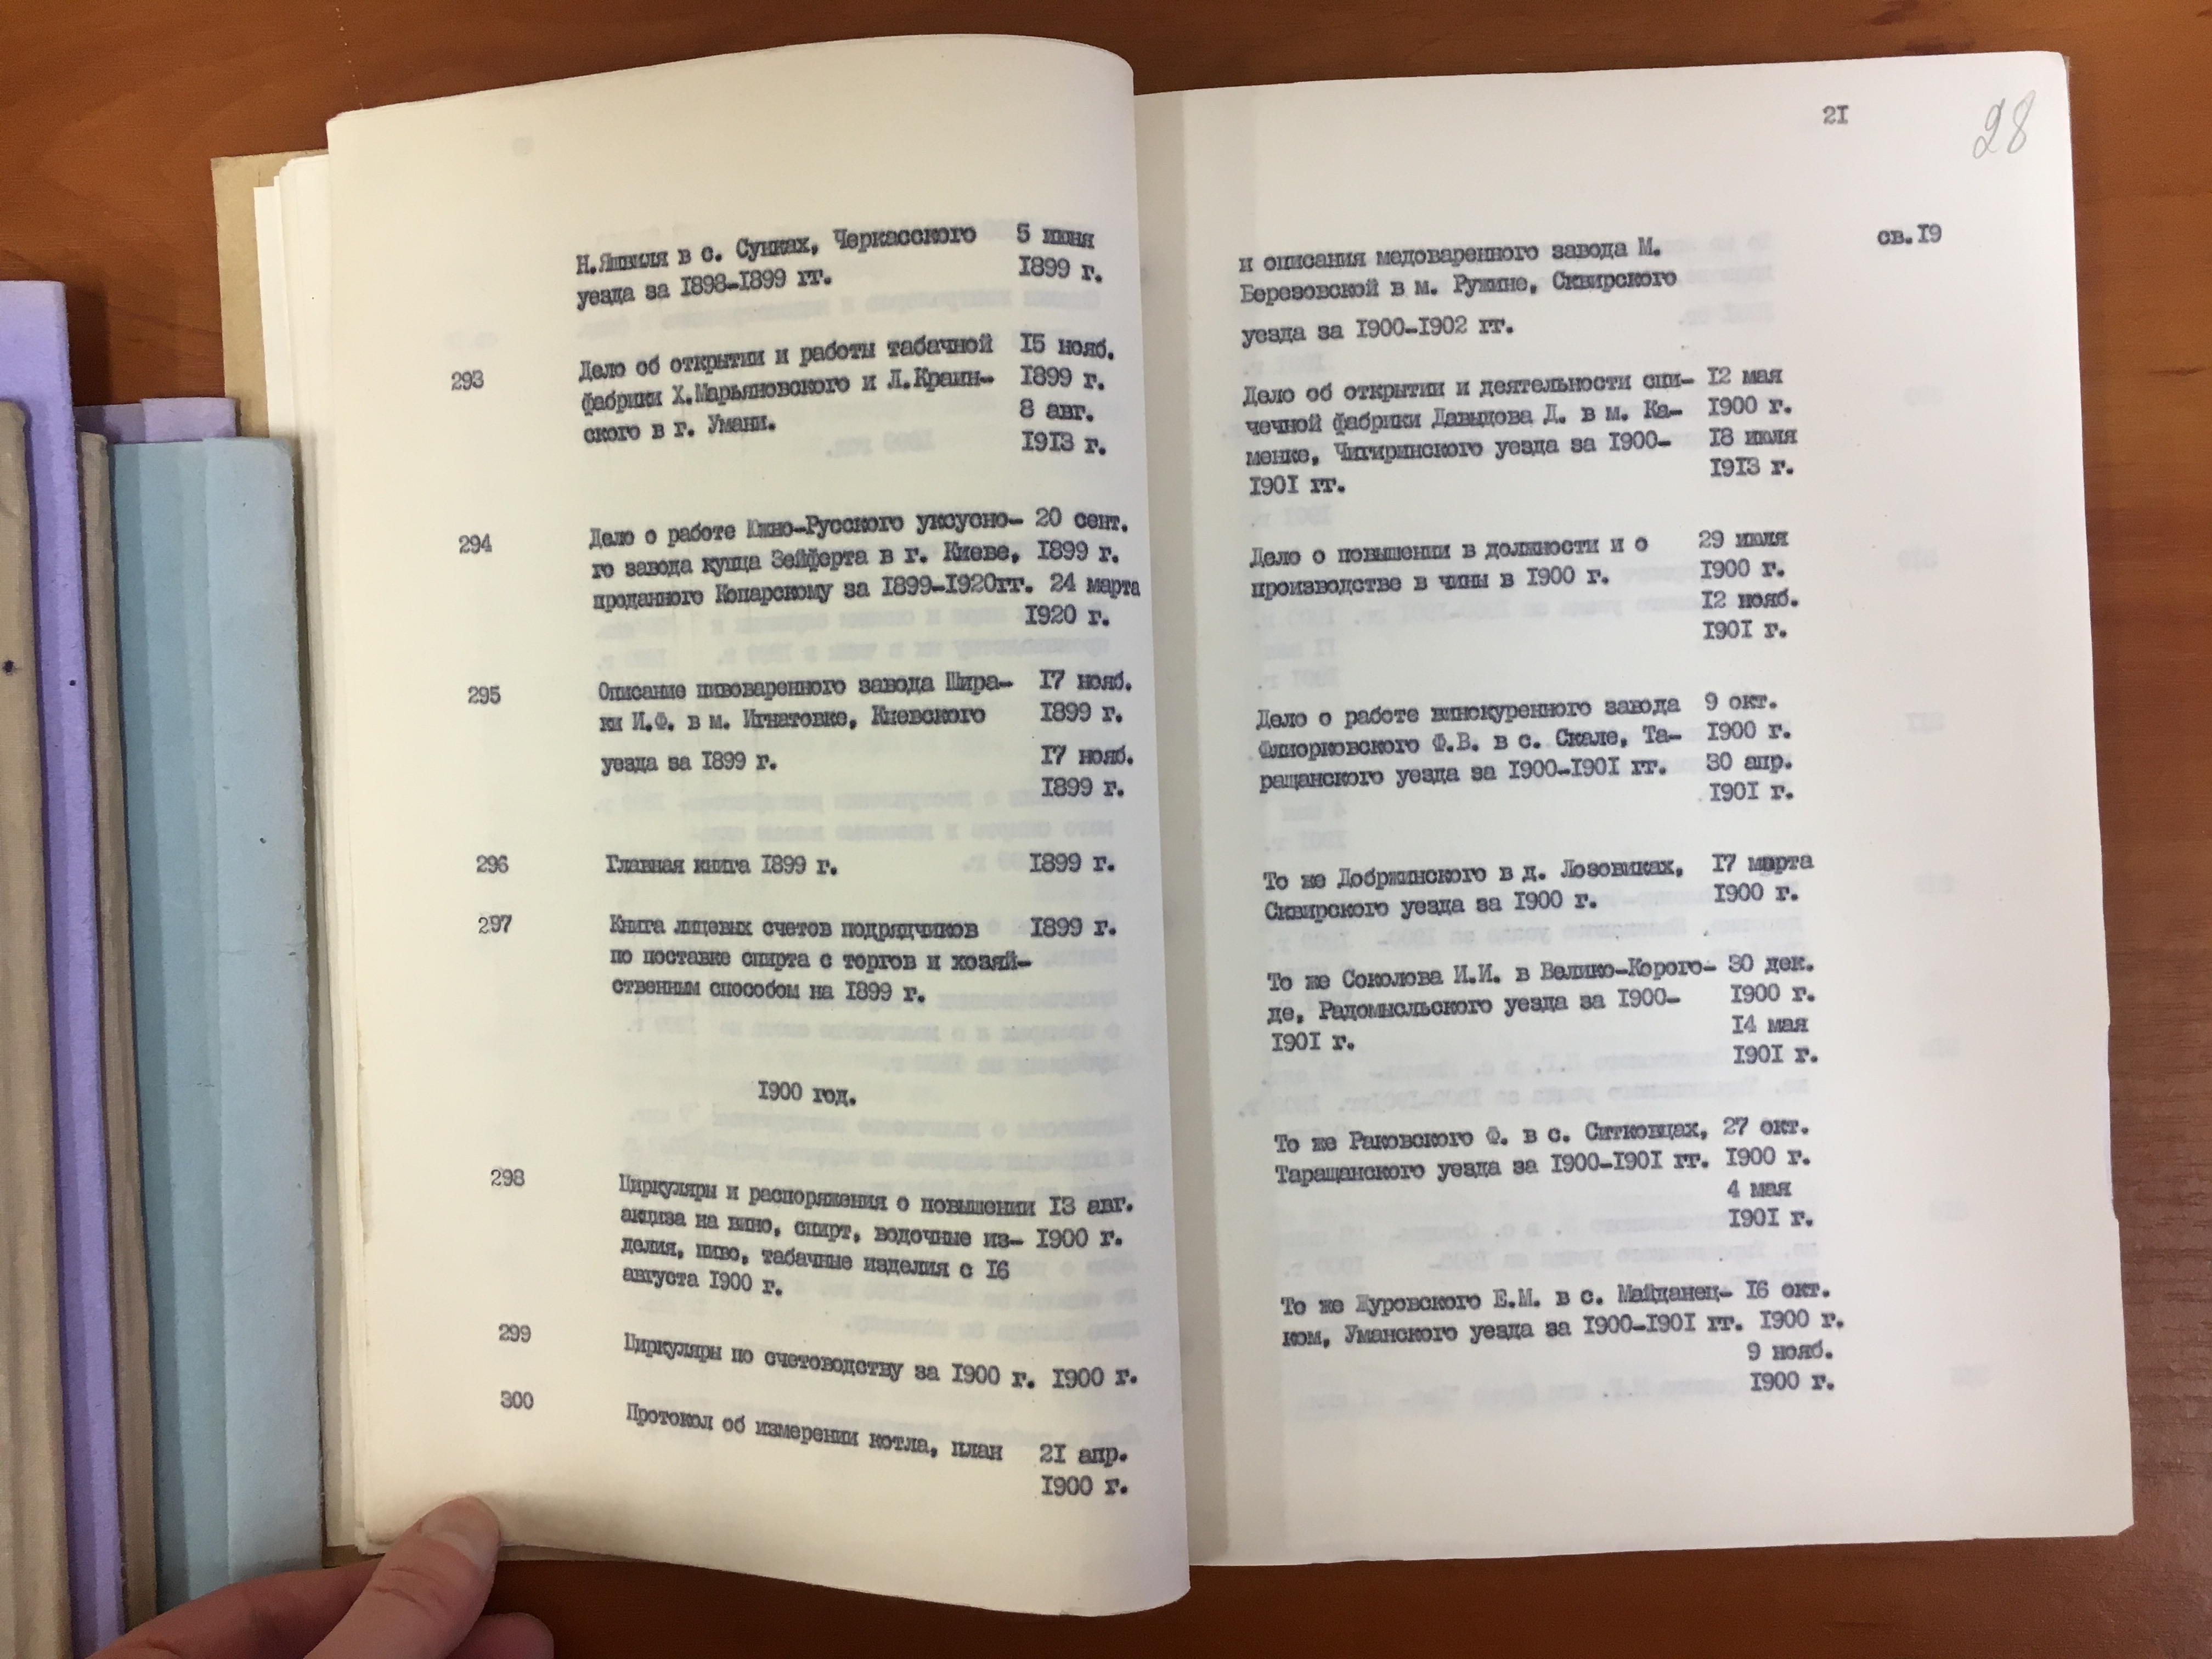 Н.Яшвиля в с. Сунках, Черкасского 5 июня
уезда за 1898-1899 гг. 1899 г.
293 Дело об открытии и работы табачной 15 нояб.
фабрики Х.Марьяновского и Л.Краин- 1899 г.
ского в г. Умани. 8 авг.
1913 г.
294 Дело о работе Южно-Русского уксусно- 20 сент.
го завода купца Зейферта в г. Киеве, 1899 г.
проданного Копарскому за 1899-1920гг. 24 марта
1920 г.
295 Описание пивоваренного завода Шира- 17 нояб.
ки И.Ф. в м. Игнатовке, Киевского 1899 г.
уезда за 1899 г. 17 нояб.
1899 г.
296 Главная книга 1899 г. 1899 г.
297 Книга лицевых счетов подрядчиков 1899 г.
по поставке спирта с торгов и хозяй-
ственным способом на 1899 г.
1900 год.
298 Циркуляры и распоряжения о повышении 13 авг.
акциза на вино, спирт, водочные из- 1900 г.
делия, пиво, табачные изделия с 16
августа 1900 г.
299 Циркуляры по счетоводству за 1900 г. 1900 г.
300 Протокол об измерении котла, план 21 апр.
1900 г.
21
28
св.19
и описания медоваренного завода М.
Березовской в м. Ружине, Сквирского
уезда за 1900-1902 гг.
Дело об открытии и деятельности спи- 12 мая
чечной фабрики Давыдова Д. в м. Ка- 1900 г.
менке, Чигиринского уезда за 1900- 18 июля
1901 гг. 1913 г.
Дело о повышении в должности и о 29 июля
производстве в чины в 1900 г. 1900 г.
12 нояб.
1901 г.
Дело о работе винокуренного завода 9 окт.
Флиорковского Ф.В. в с. Скале, Та- 1900 г.
ращанского уезда за 1900-1901 гг. 30 апр.
1901 г.
То же Добржинского в д. Лозовиках, 17 марта
Сквирского уезда за 1900 г. 1900 г.
То же Соколова И.И. в Велико-Корого- 30 дек.
де, Радомысльского уезда за 1900- 1900 г.
1901 г. 14 мая
1901 г.
То же Раковского Ф. в с. Ситковцах, 27 окт.
Таращанского уезда за 1900-1901 гг. 1900 г.
4 мая
1901 г.
То же Журовского Е.М. в с. Майданец- 16 окт.
ком, Уманского уезда за 1900-1901 гг. 1900 г.
9 нояб.
1900 г.